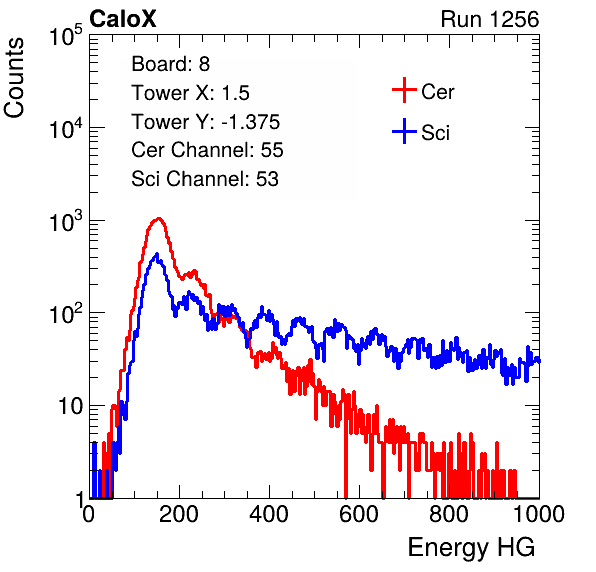 CaloX Run 1256
Counts
10^5
10^4
10^3
10^2
10
1
Board: 8
Tower X: 1.5
Tower Y: -1.375
Cer Channel: 55
Sci Channel: 53
Cer
Sci
0 200 400 600 800 1000
Energy HG